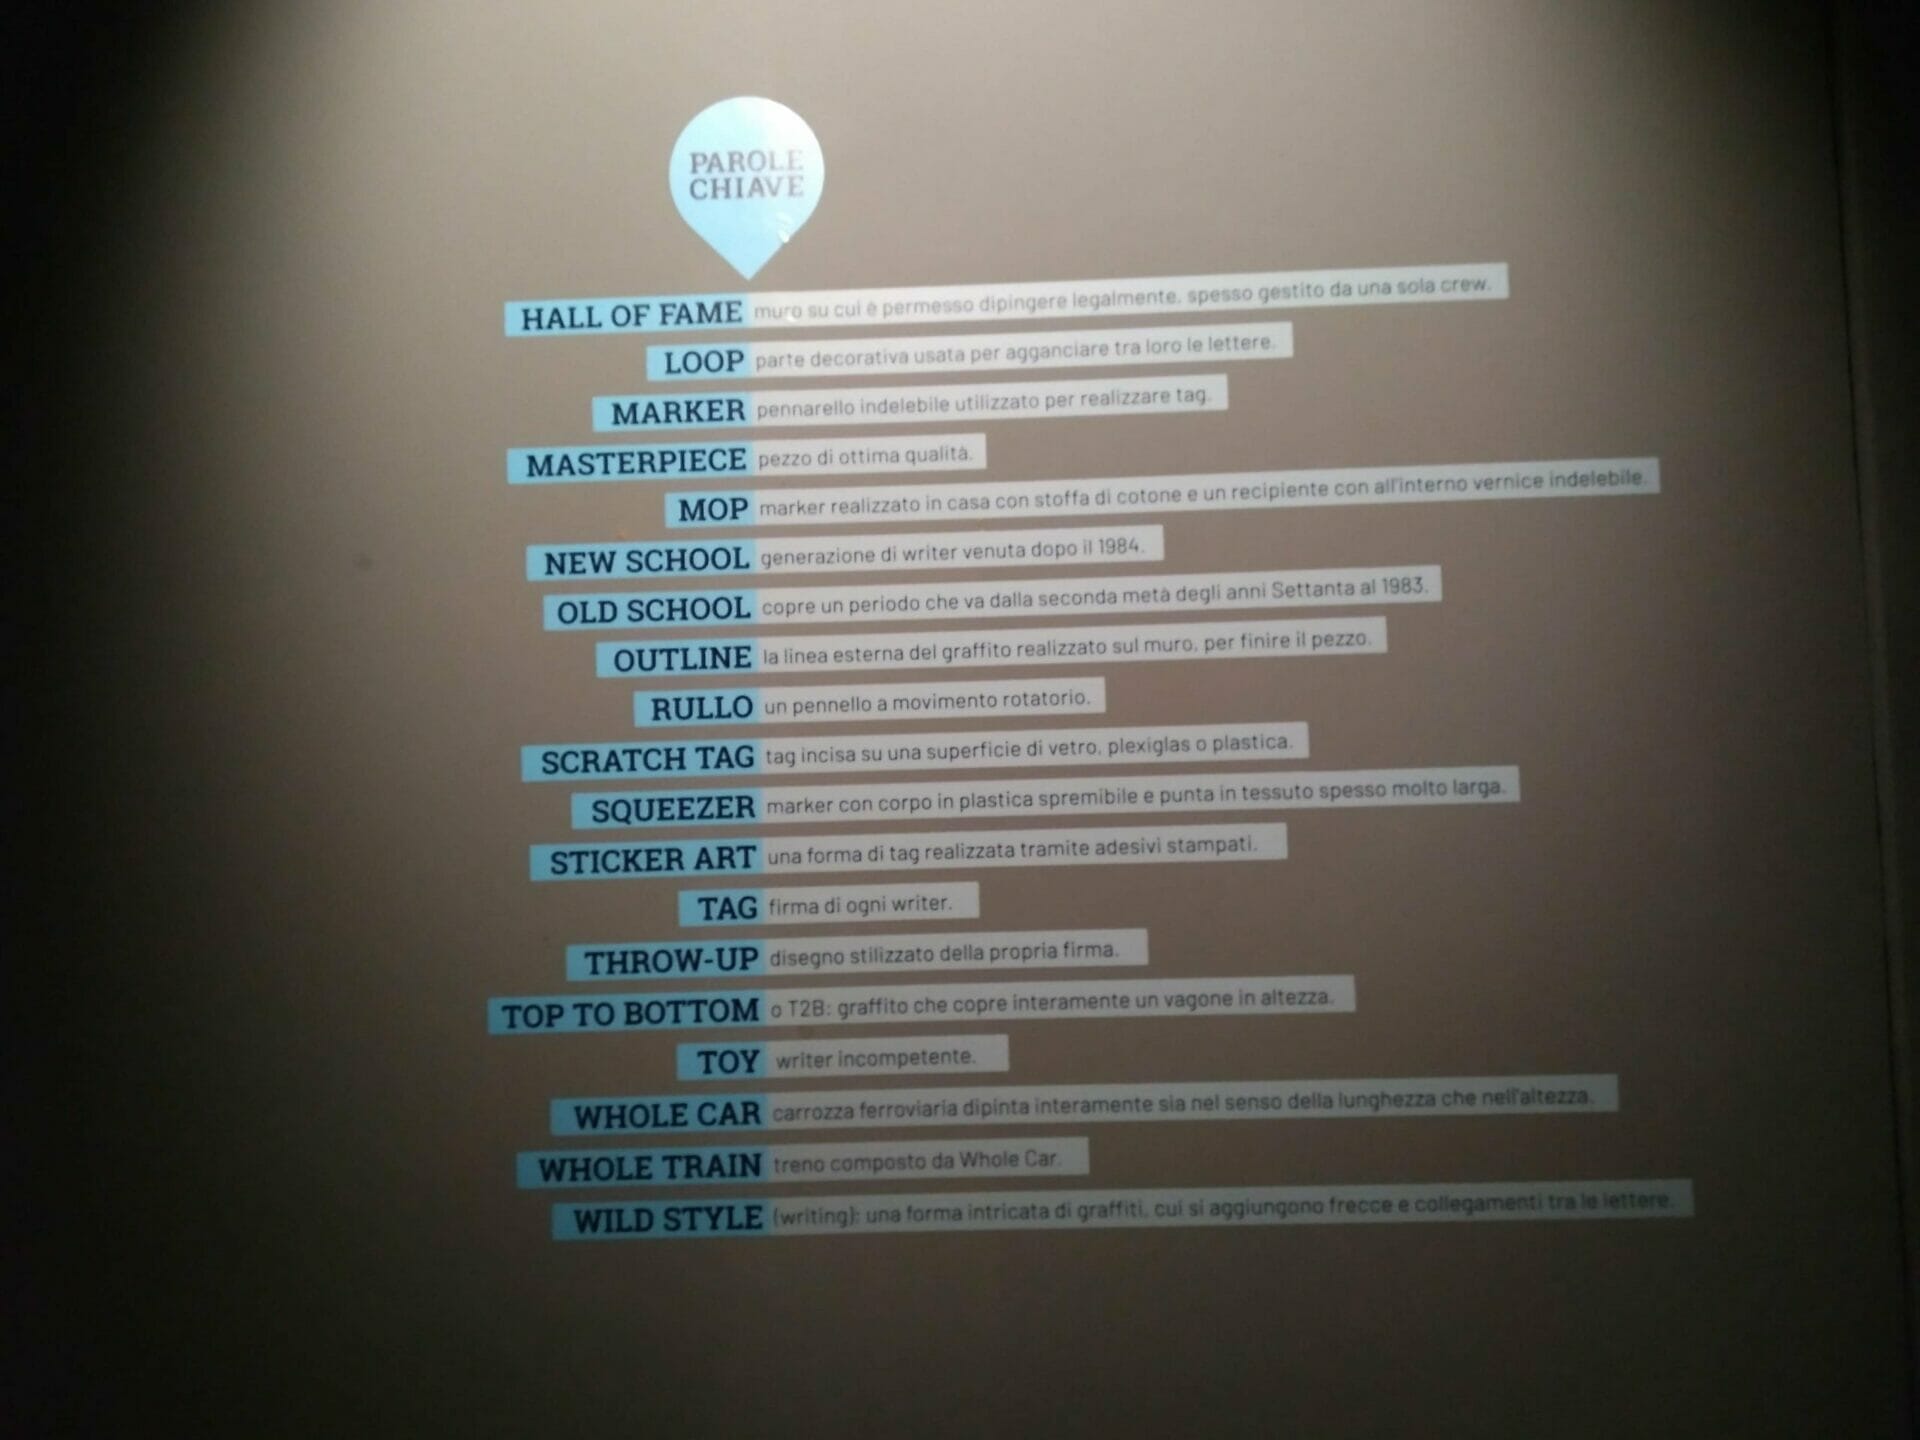 PAROLE
CHIAVE
HALL OF FAME muro su cui è permesso dipingere legalmente, spesso gestito da una sola crew.
LOOP parte decorativa usata per agganciare tra loro le lettere.
MARKER pennarello indelebile utilizzato per realizzare tag.
MASTERPIECE pezzo di ottima qualità.
MOP marker realizzato in casa con stoffa di cotone e un recipiente con all'interno vernice indelebile.
NEW SCHOOL generazione di writer venuta dopo il 1984.
OLD SCHOOL copre un periodo che va dalla seconda metà degli anni Settanta al 1983.
OUTLINE la linea esterna del graffito realizzato sul muro, per finire il pezzo.
RULLO un pennello a movimento rotatorio.
SCRATCH TAG tag incisa su una superficie di vetro, plexiglas o plastica.
SQUEEZER marker con corpo in plastica spremibile e punta in tessuto spesso molto larga.
STICKER ART una forma di tag realizzata tramite adesivi stampati.
TAG firma di ogni writer.
THROW-UP disegno stilizzato della propria firma.
TOP TO BOTTOM o T2B: graffito che copre interamente un vagone in altezza.
TOY writer incompetente.
WHOLE CAR carrozza ferroviaria dipinta interamente sia nel senso della lunghezza che nell'altezza.
WHOLE TRAIN treno composto da Whole Car.
WILD STYLE (writing): una forma intricata di graffiti, cui si aggiungono frecce e collegamenti tra le lettere.